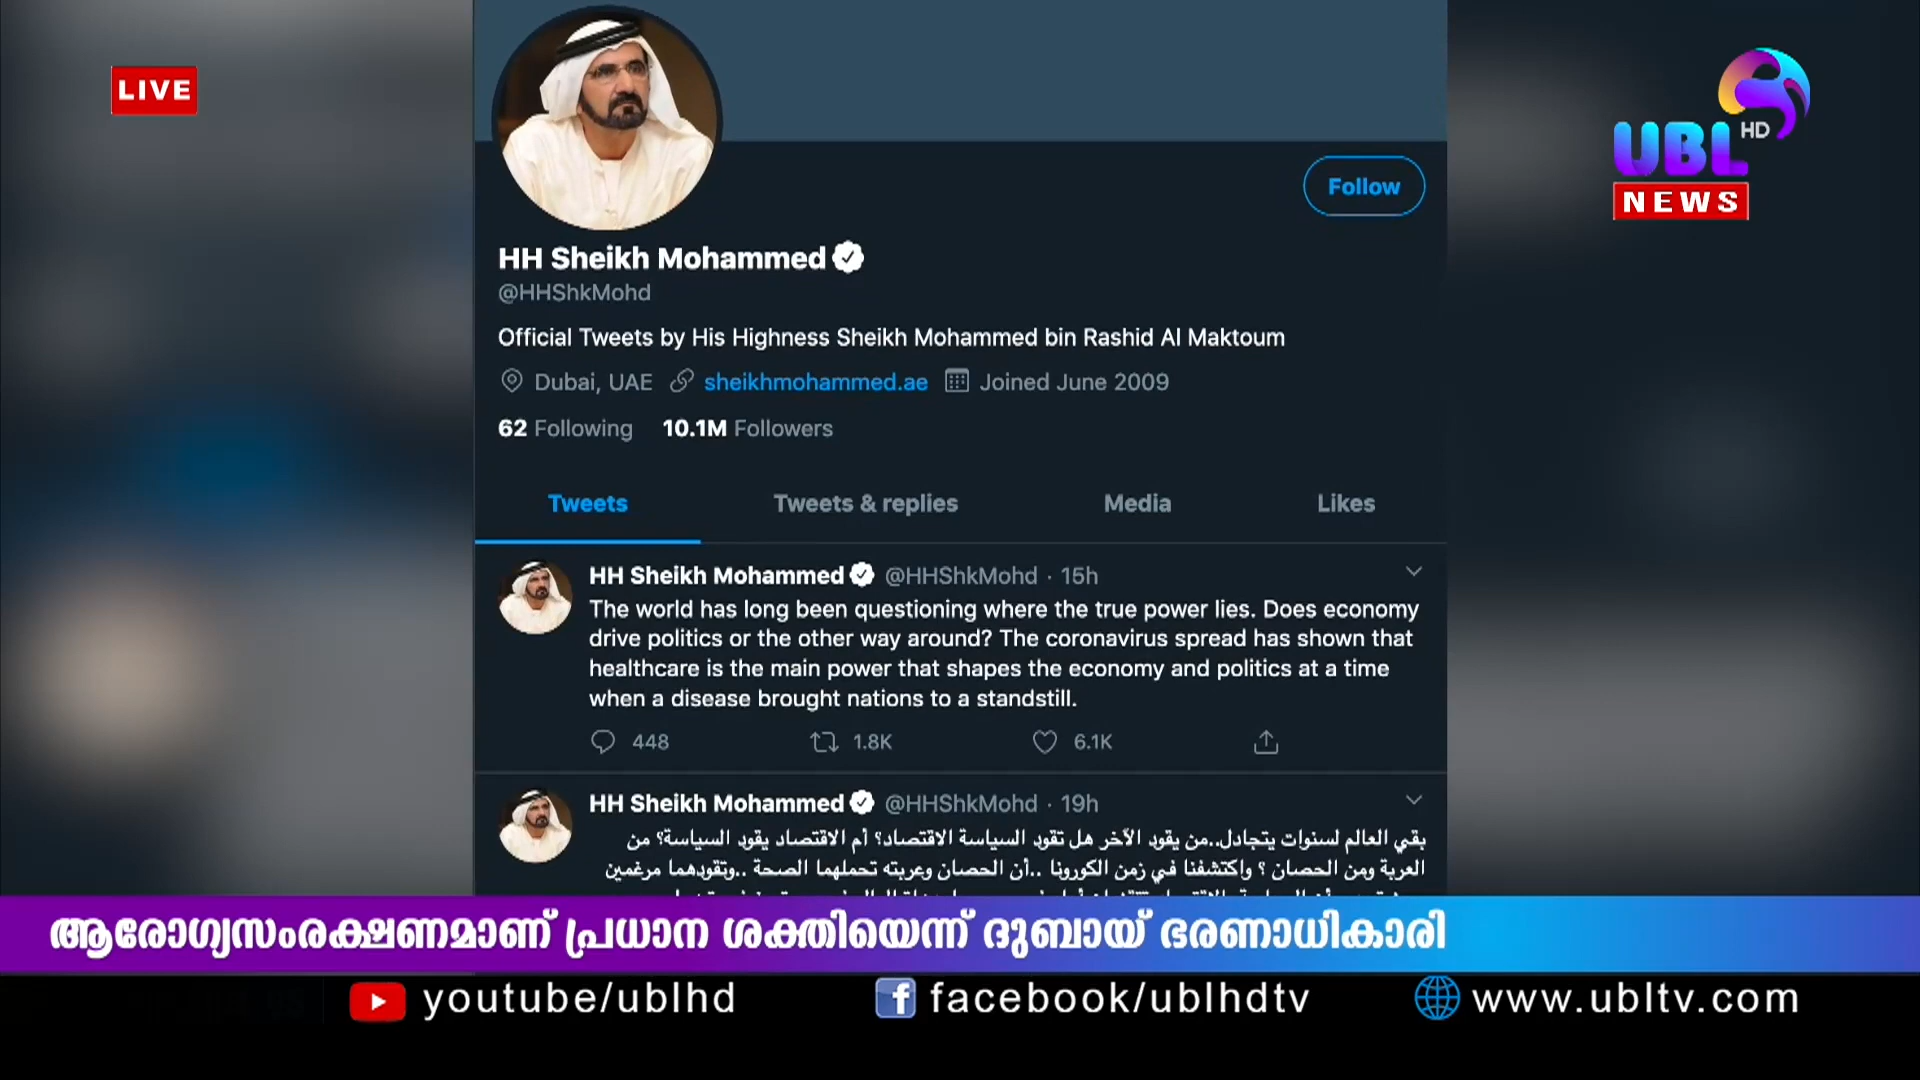 LIVE
UBL HD
NEWS
Follow
HH Sheikh Mohammed
@HHShkMohd
Official Tweets by His Highness Sheikh Mohammed bin Rashid Al Maktoum
Dubai, UAE sheikhmohammed.ae Joined June 2009
62 Following 10.1M Followers
Tweets Tweets & replies Media Likes
HH Sheikh Mohammed @HHShkMohd · 15h
The world has long been questioning where the true power lies. Does economy
drive politics or the other way around? The coronavirus spread has shown that
healthcare is the main power that shapes the economy and politics at a time
when a disease brought nations to a standstill.
448 1.8K 6.1K
HH Sheikh Mohammed @HHShkMohd · 19h
بقي العالم لسنوات يتجادل..من يقود الآخر هل تقود السياسة الاقتصاد؟ أم الاقتصاد يقود السياسة؟ من
العربة ومن الحصان ؟ وإكتشفنا في زمن الكورونا ..أن الحصان وعربته تحملهما الصحة ..وتقودهما مرغمين
ആരോഗ്യസംരക്ഷണമാണ് പ്രധാന ശക്തിയെന്ന് ദുബായ് ഭരണാധികാരി
youtube/ublhd facebook/ublhdtv www.ubltv.com